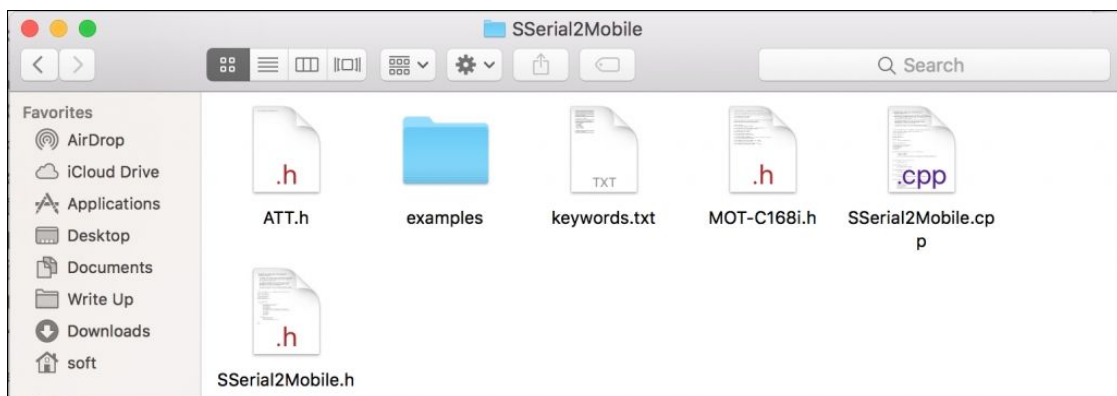 SSerial2Mobile
Search
Favorites
AirDrop
iCloud Drive
Applications
Desktop
Documents
Write Up
Downloads
soft
.h
TXT
.h
.cpp
ATT.h
examples
keywords.txt
MOT-C168i.h
SSerial2Mobile.cp
p
.h
SSerial2Mobile.h